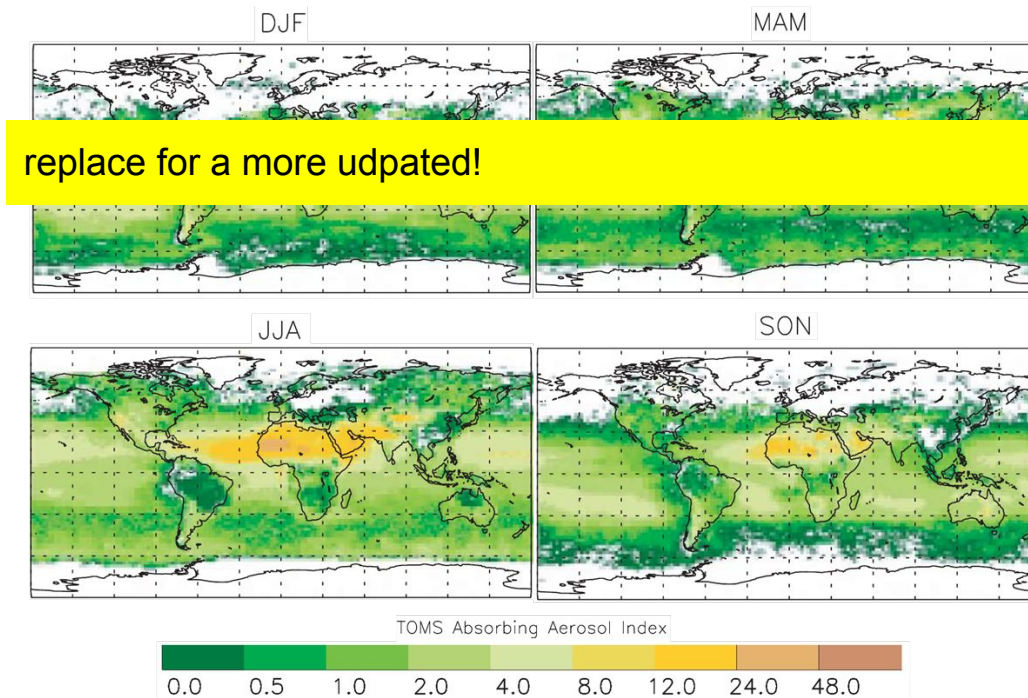 DJF
MAM
replace for a more udpated!
JJA
SON
TOMS Absorbing Aerosol Index
0.0 0.5 1.0 2.0 4.0 8.0 12.0 24.0 48.0